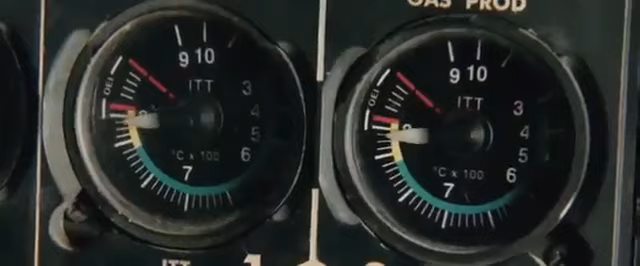 GAS PROD
9 10
ITT
OEI
3
4
5
°C x 100
6
7
9 10
ITT
OEI
3
4
5
°C x 100
6
7
ITT